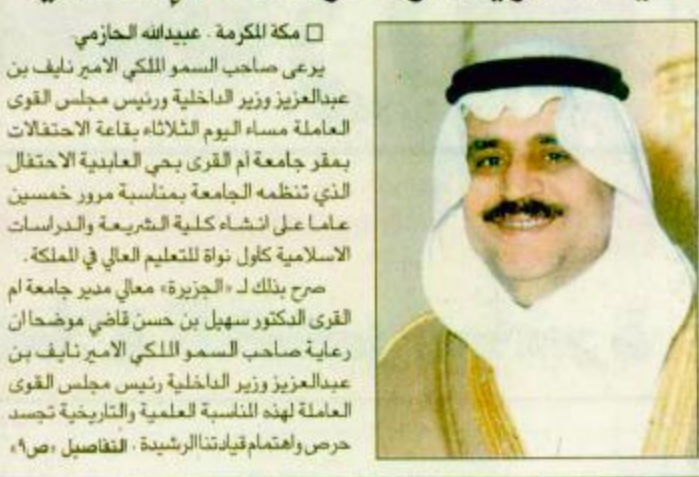 □ مكة المكرمة - عبيدالله الحازمي
يرعى صاحب السمو الملكي الامير نايف بن
عبدالعزيز وزير الداخلية ورئيس مجلس القوى
العاملة مساء اليوم الثلاثاء بقاعة الاحتفالات
بمقر جامعة أم القرى بحي العابدية الاحتفال
الذي تنظمه الجامعة بمناسبة مرور خمسين
عاما على انشاء كلية الشريعة والدراسات
الاسلامية كأول نواة للتعليم العالي في المملكة.
صرح بذلك لـ «الجزيرة» معالي مدير جامعة ام
القرى الدكتور سهيل بن حسن قاضي موضحا ان
رعاية صاحب السمو الملكي الامير نايف بن
عبدالعزيز وزير الداخلية رئيس مجلس القوى
العاملة لهذه المناسبة العلمية والتاريخية تجسد
حرص واهتمام قيادتنا الرشيدة. التفاصيل «ص٩»